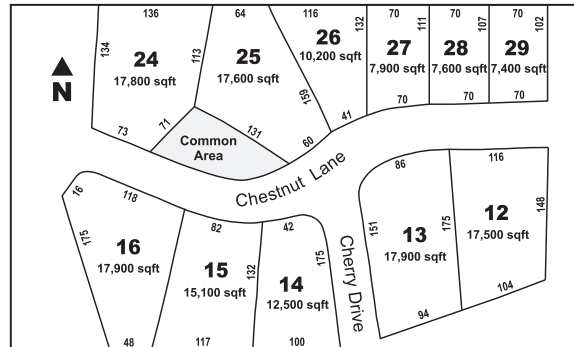 136 64 116 70 70 70
134 113 132 111 107 102
24 25 26 27 28 29
17,800 sqft 17,600 sqft 10,200 sqft 7,900 sqft 7,600 sqft 7,400 sqft
N
159
73 71 131 60 41 70 70 70
Common
Area
Chestnut Lane
16 118 82 42 86 116
175 132 175 151 175 148
16 15 14 13 12
17,900 sqft 15,100 sqft 12,500 sqft 17,900 sqft 17,500 sqft
Cherry Drive
48 117 100 94 104